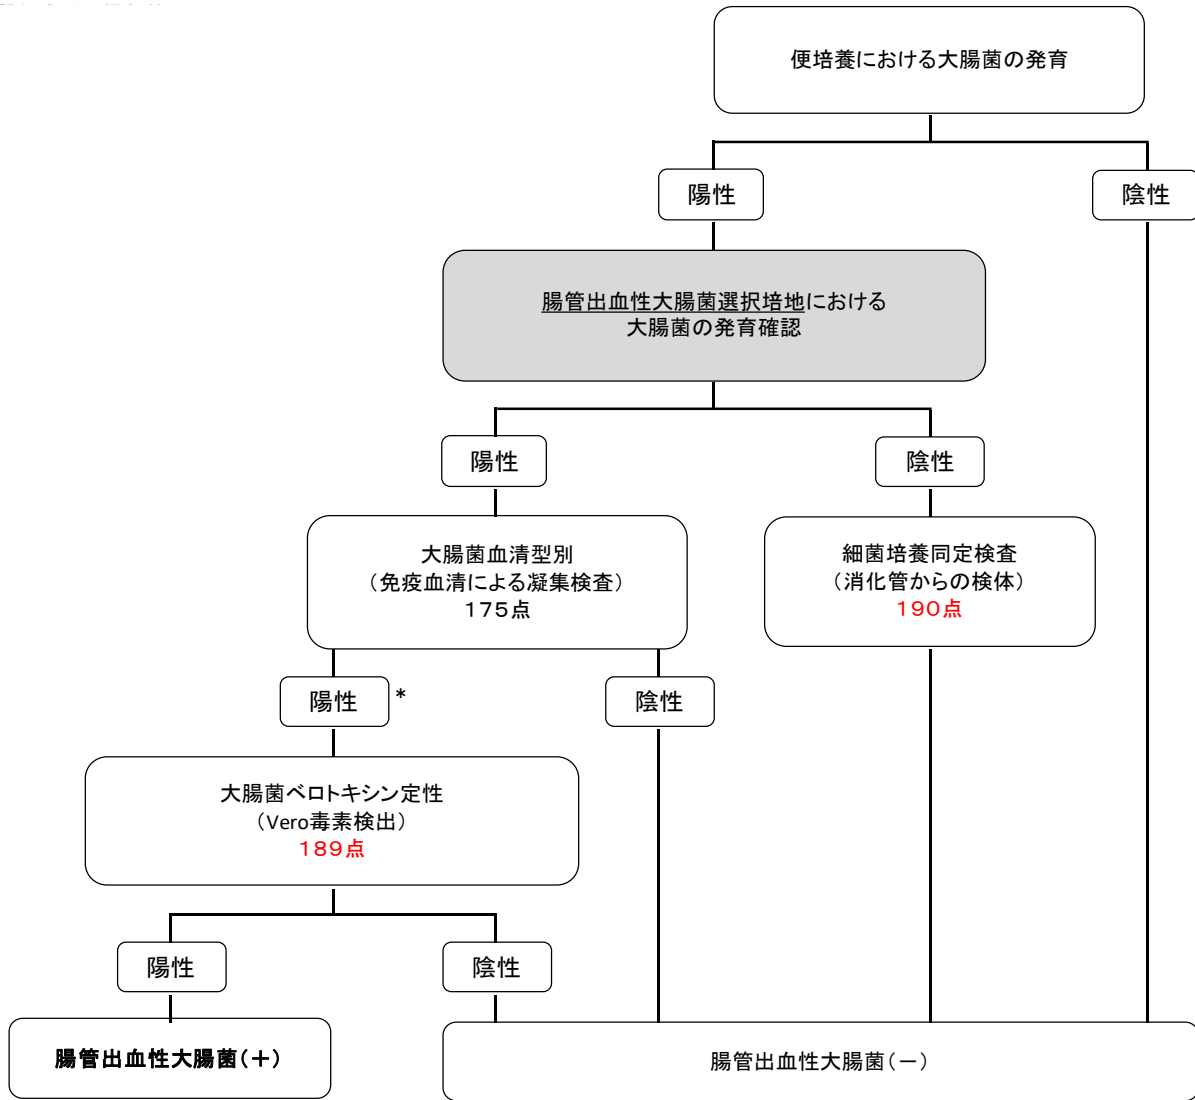 便培養における大腸菌の発育
陽性
陰性
腸管出血性大腸菌選択培地における
大腸菌の発育確認
陽性
陰性
大腸菌血清型別
（免疫血清による凝集検査）
175点
細菌培養同定検査
（消化管からの検体）
190点
陽性 *
陰性
大腸菌ベロトキシン定性
（Vero毒素検出）
189点
陽性
陰性
腸管出血性大腸菌（＋）
腸管出血性大腸菌（－）